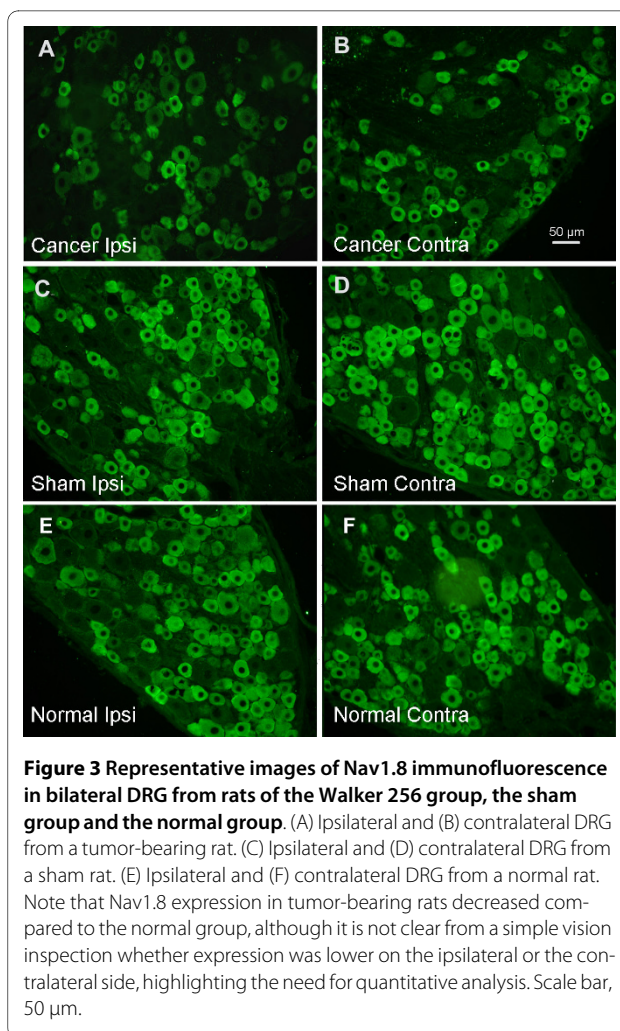 A
B
Cancer Ipsi
Cancer Contra
50 µm
C
D
Sham Ipsi
Sham Contra
E
F
Normal Ipsi
Normal Contra
Figure 3 Representative images of Nav1.8 immunofluorescence
in bilateral DRG from rats of the Walker 256 group, the sham
group and the normal group. (A) Ipsilateral and (B) contralateral DRG
from a tumor-bearing rat. (C) Ipsilateral and (D) contralateral DRG from
a sham rat. (E) Ipsilateral and (F) contralateral DRG from a normal rat.
Note that Nav1.8 expression in tumor-bearing rats decreased com-
pared to the normal group, although it is not clear from a simple vision
inspection whether expression was lower on the ipsilateral or the con-
tralateral side, highlighting the need for quantitative analysis. Scale bar,
50 μm.